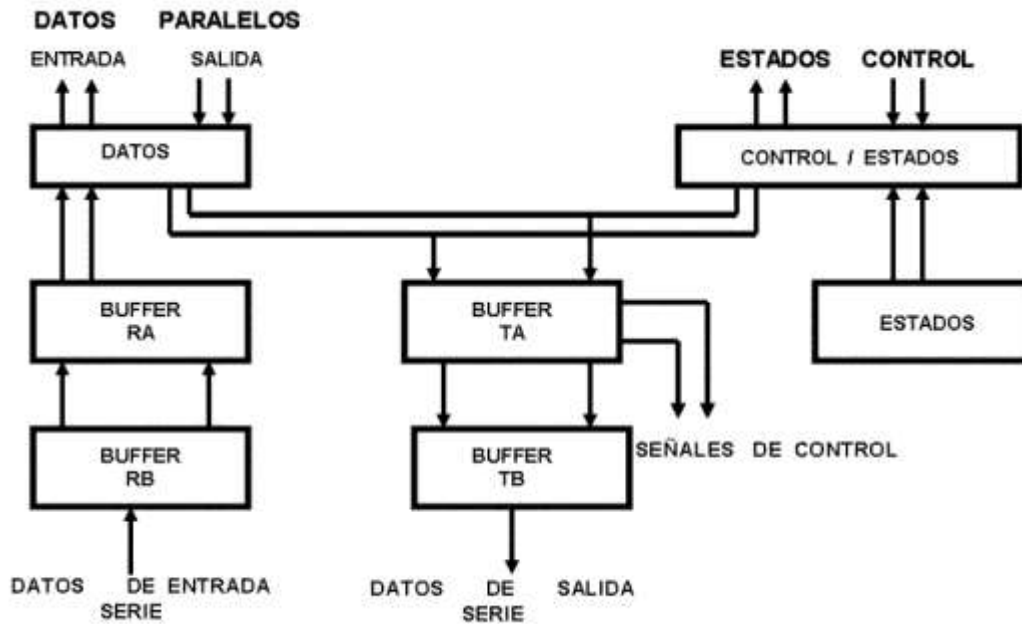 DATOS PARALELOS
ENTRADA SALIDA
ESTADOS CONTROL
DATOS
CONTROL / ESTADOS
BUFFER
RA
BUFFER
TA
ESTADOS
BUFFER
RB
BUFFER
TB
SEÑALES DE CONTROL
DATOS DE ENTRADA
SERIE
DATOS DE SALIDA
SERIE